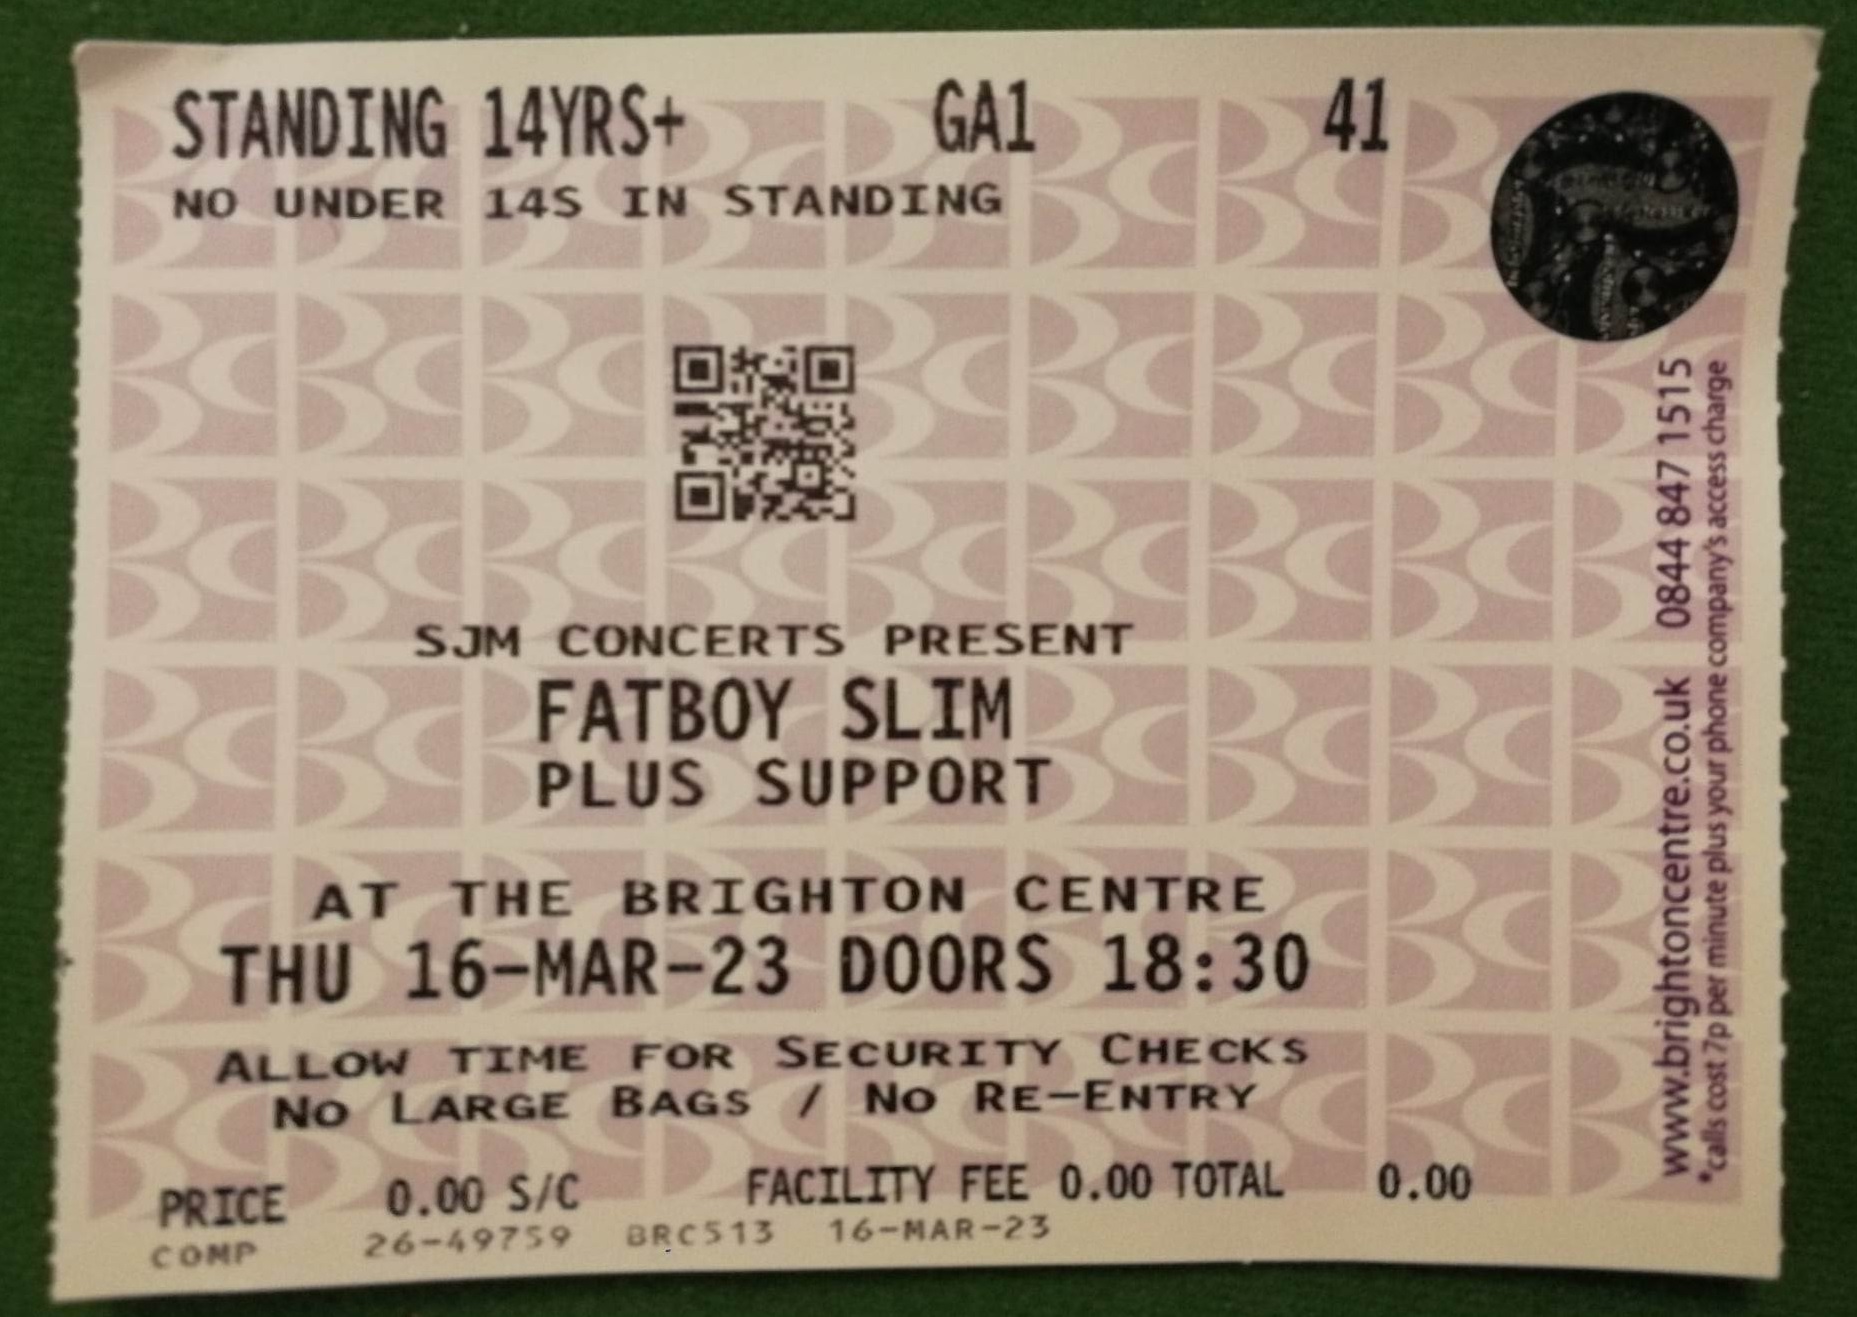 STANDING 14YRS+ GA1 41
NO UNDER 14S IN STANDING
SJM CONCERTS PRESENT
FATBOY SLIM
PLUS SUPPORT
AT THE BRIGHTON CENTRE
THU 16-MAR-23 DOORS 18:30
ALLOW TIME FOR SECURITY CHECKS
NO LARGE BAGS / NO RE-ENTRY
PRICE 0.00 S/C FACILITY FEE 0.00 TOTAL 0.00
COMP 26-49759 BRC513 16-MAR-23
www.brightoncentre.co.uk 0844 847 1515
*calls cost 7p per minute plus your phone company's access charge